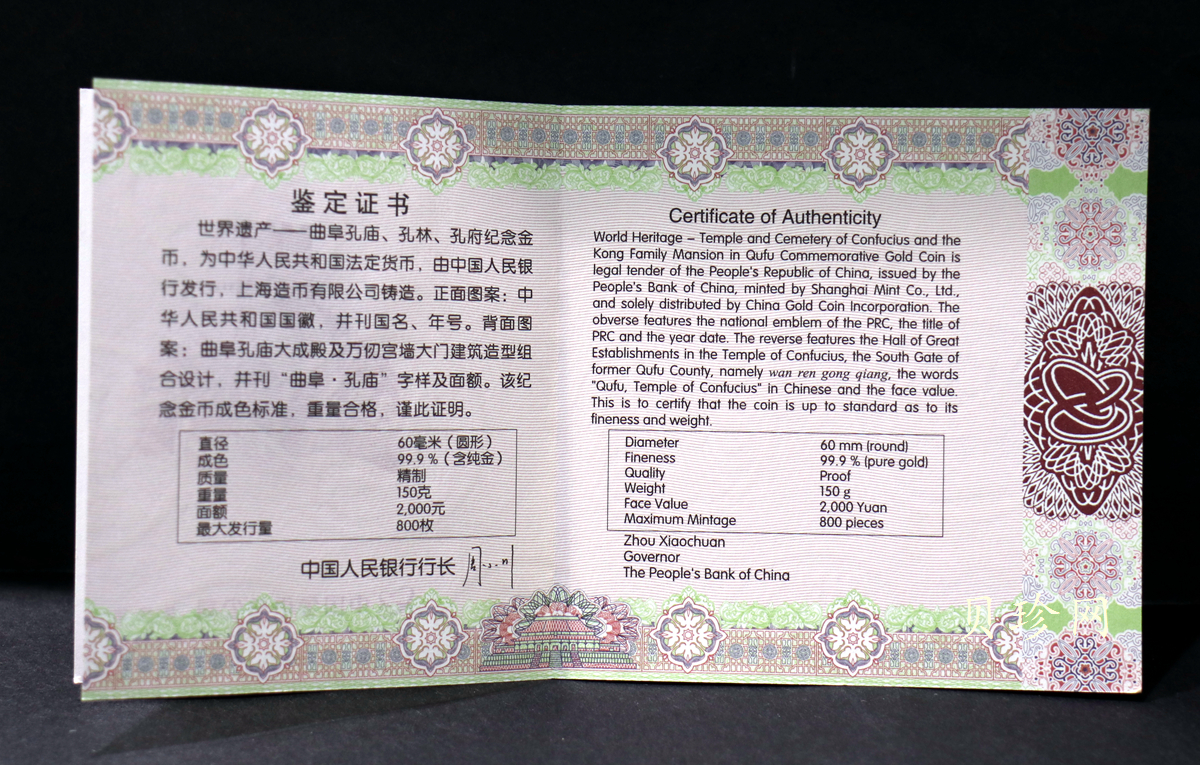 鉴定证书
世界遗产——曲阜孔庙、孔林、孔府纪念金
币，为中华人民共和国法定货币，由中国人民银
行发行，上海造币有限公司铸造。正面图案：中
华人民共和国国徽，并刊国名、年号。背面图
案：曲阜孔庙大成殿及万仞宫墙大门建筑造型组
合设计，并刊“曲阜·孔庙”字样及面额。该纪
念金币成色标准，重量合格，谨此证明。
直径 60毫米（圆形）
成色 99.9％（含纯金）
质量 精制
重量 150克
面额 2,000元
最大发行量 800枚
中国人民银行行长
Certificate of Authenticity
World Heritage – Temple and Cemetery of Confucius and the
Kong Family Mansion in Qufu Commemorative Gold Coin is
legal tender of the People's Republic of China, issued by the
People's Bank of China, minted by Shanghai Mint Co., Ltd.,
and solely distributed by China Gold Coin Incorporation. The
obverse features the national emblem of the PRC, the title of
PRC and the year date. The reverse features the Hall of Great
Establishments in the Temple of Confucius, the South Gate of
former Qufu County, namely wan ren gong qiang, the words
"Qufu, Temple of Confucius" in Chinese and the face value.
This is to certify that the coin is up to standard as to its
fineness and weight.
Diameter 60 mm (round)
Fineness 99.9 % (pure gold)
Quality Proof
Weight 150 g
Face Value 2,000 Yuan
Maximum Mintage 800 pieces
Zhou Xiaochuan
Governor
The People's Bank of China